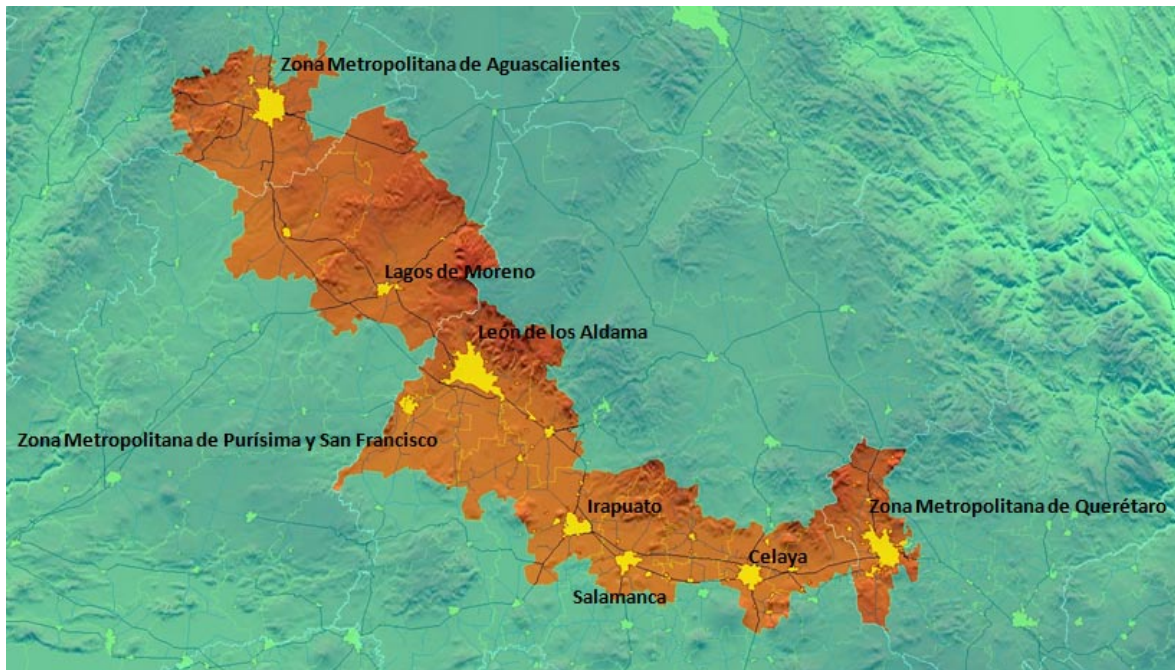 Zona Metropolitana de Aguascalientes
Lagos de Moreno
León de los Aldama
Zona Metropolitana de Purísima y San Francisco
Irapuato
Zona Metropolitana de Querétaro
Celaya
Salamanca